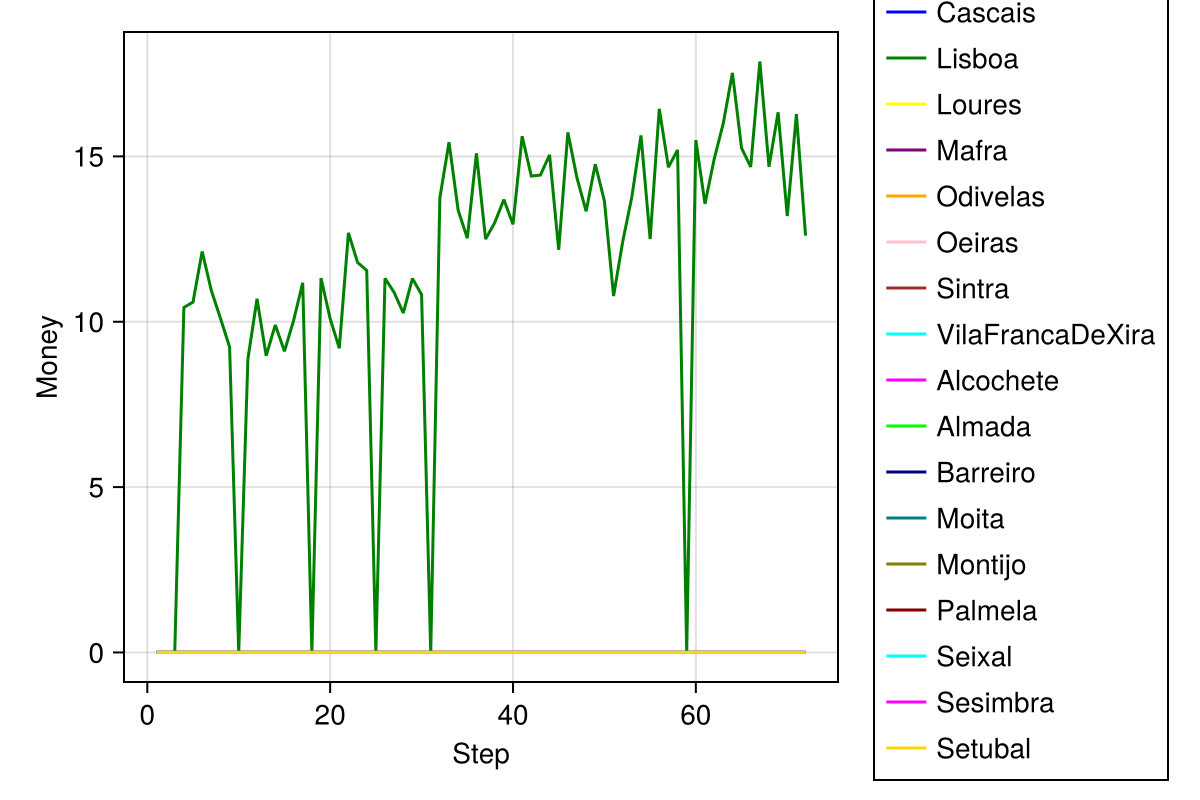 Cascais
Lisboa
Loures
Mafra
Odivelas
Oeiras
Sintra
VilaFrancaDeXira
Alcochete
Almada
Barreiro
Moita
Montijo
Palmela
Seixal
Sesimbra
Setubal
15
10
5
0
Money
0 20 40 60
Step